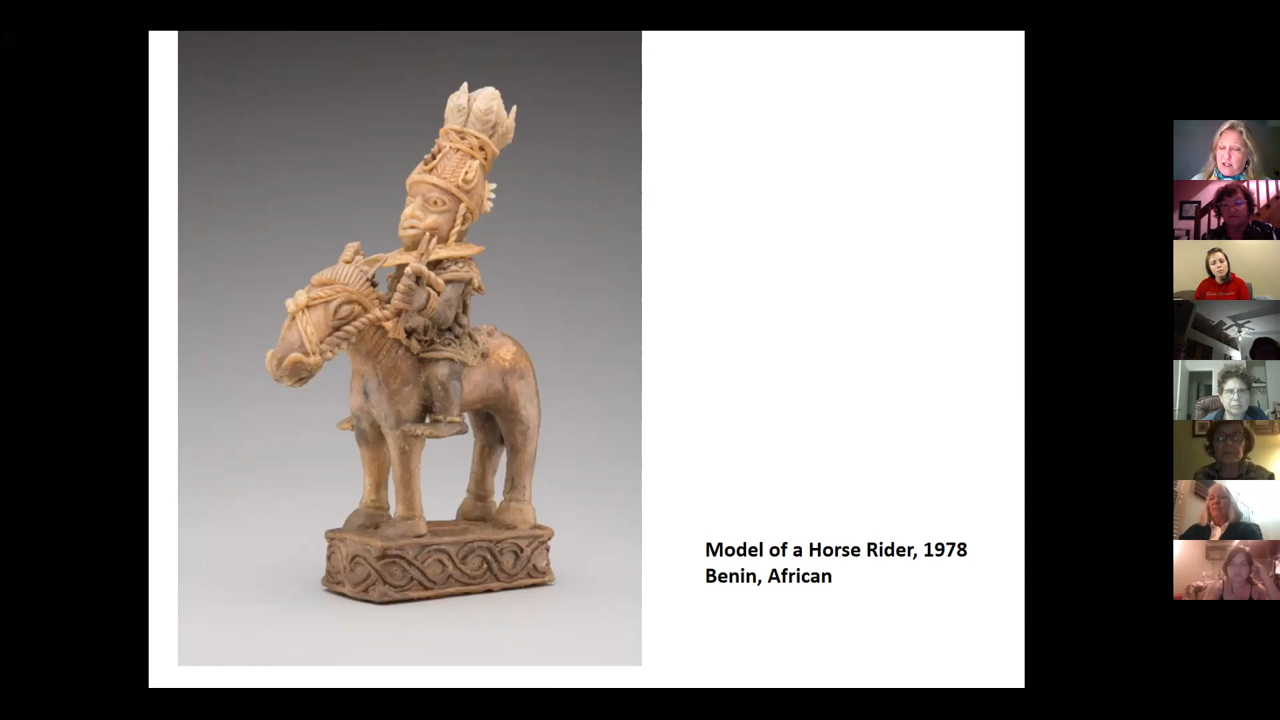 Model of a Horse Rider, 1978
Benin, African